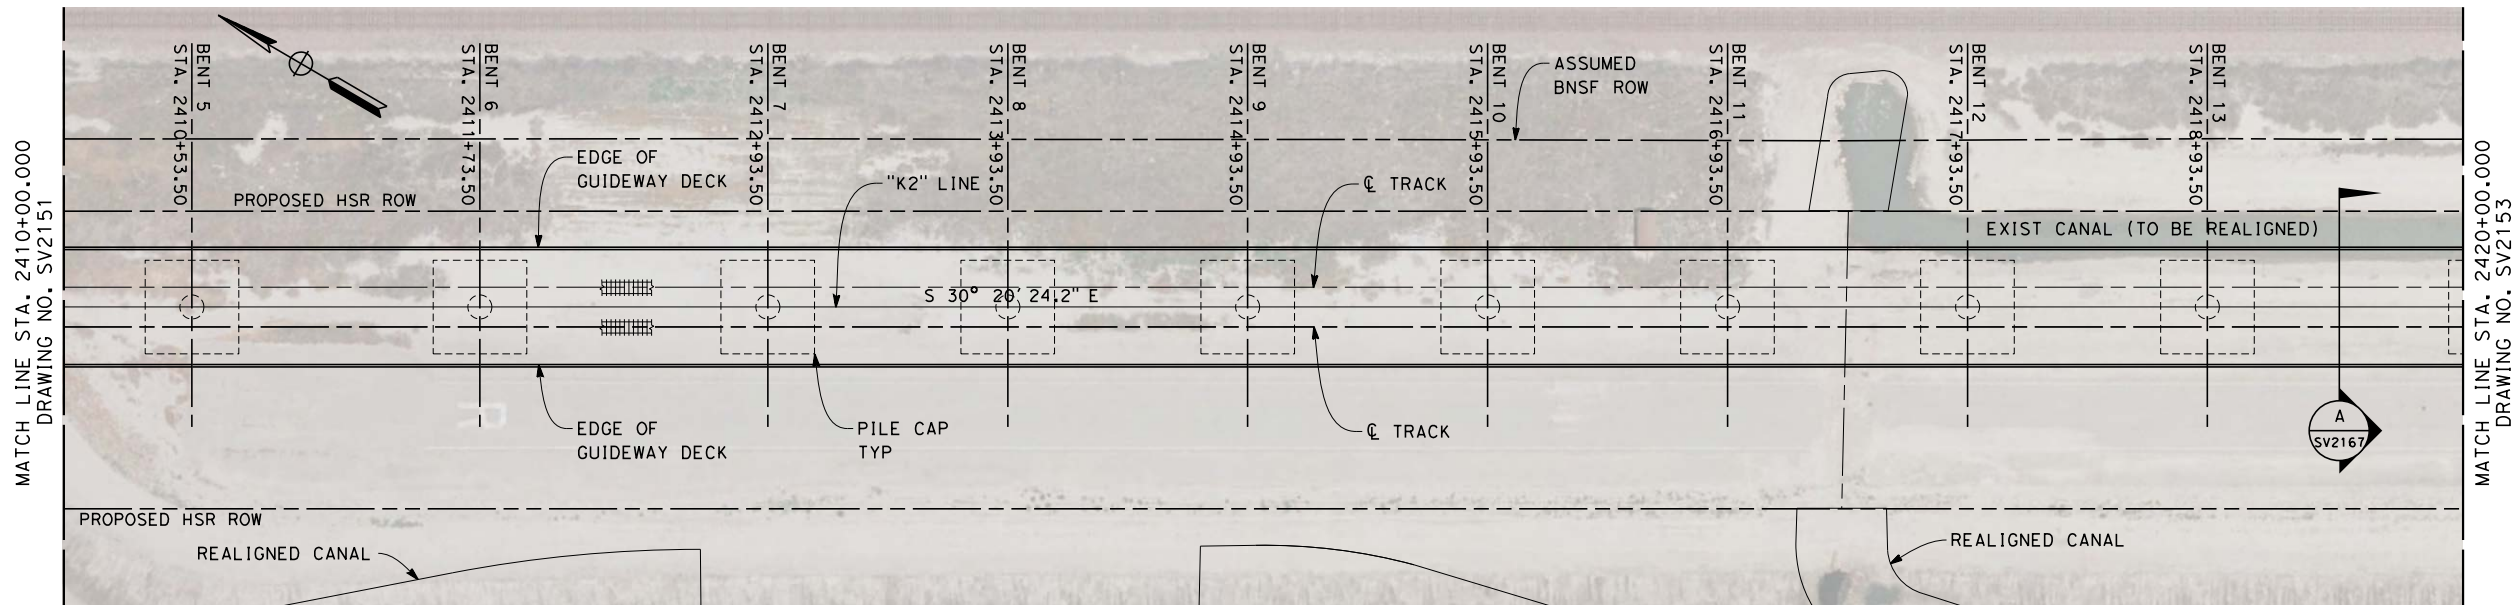 MATCH LINE STA. 2410+00.000
DRAWING NO. SV2151
BENT 5
STA. 2410+53.50
BENT 6
STA. 2411+73.50
BENT 7
STA. 2412+93.50
BENT 8
STA. 2413+93.50
BENT 9
STA. 2414+93.50
BENT 10
STA. 2415+93.50
BENT 11
STA. 2416+93.50
BENT 12
STA. 2417+93.50
BENT 13
STA. 2418+93.50
ASSUMED
BNSF ROW
EDGE OF
GUIDEWAY DECK
"K2" LINE
℄ TRACK
PROPOSED HSR ROW
EXIST CANAL (TO BE REALIGNED)
S 30° 20' 24.2" E
EDGE OF
GUIDEWAY DECK
PILE CAP
TYP
℄ TRACK
A
SV2167
PROPOSED HSR ROW
REALIGNED CANAL
REALIGNED CANAL
MATCH LINE STA. 2420+00.000
DRAWING NO. SV2153